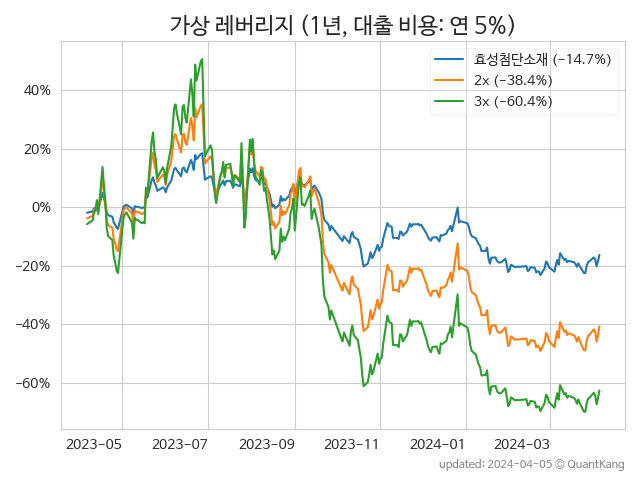 가상 레버리지 (1년, 대출 비용: 연 5%)
효성첨단소재 (−14.7%)
2x (−38.4%)
3x (−60.4%)
40%
20%
0%
−20%
−40%
−60%
2023-05 2023-07 2023-09 2023-11 2024-01 2024-03
updated: 2024-04-05 © QuantKang